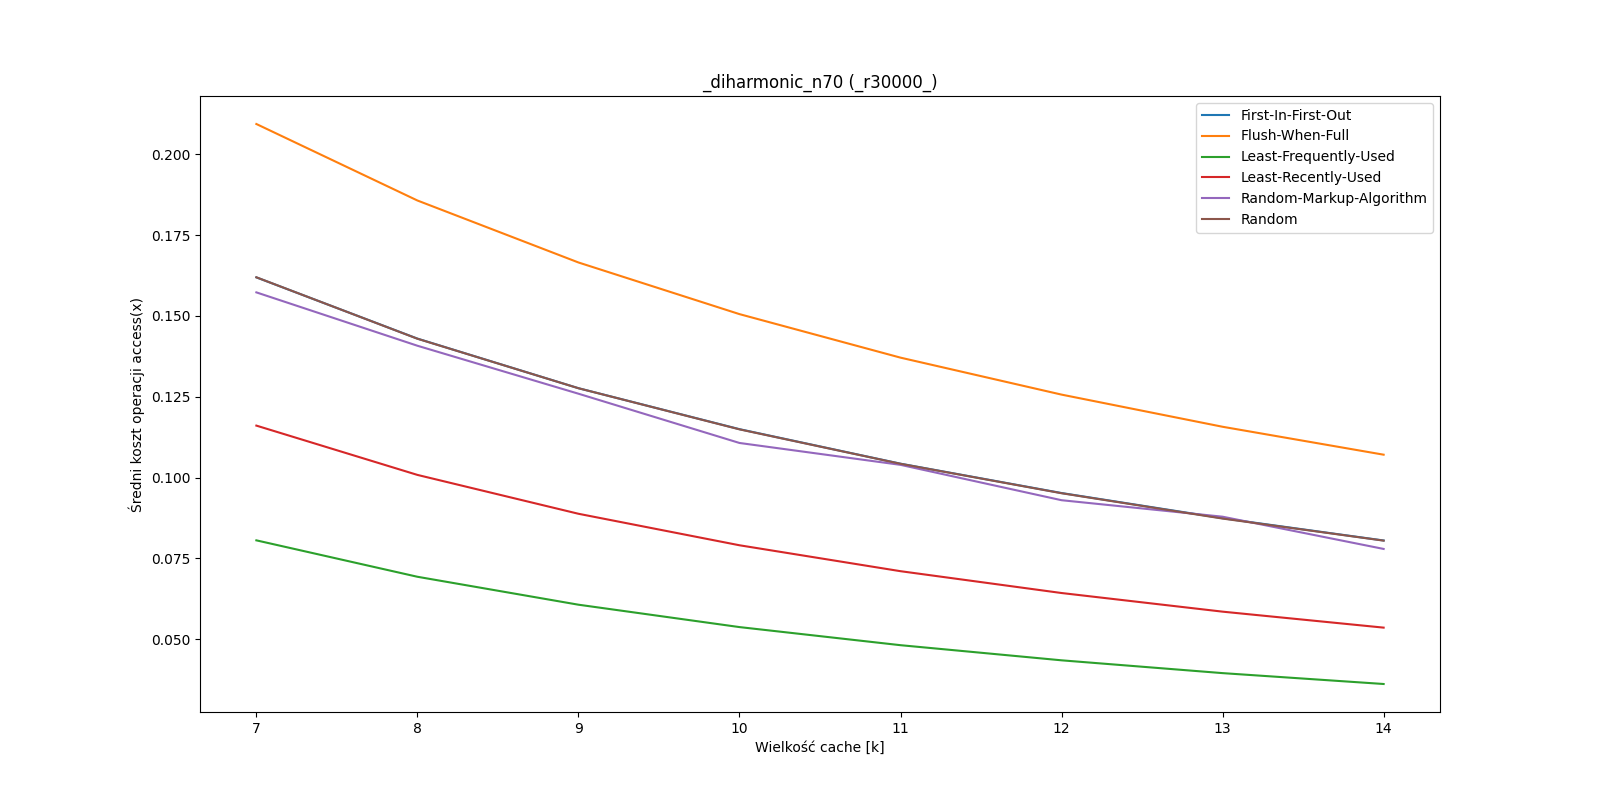 _diharmonic_n70 (_r30000_)
First-In-First-Out
Flush-When-Full
Least-Frequently-Used
Least-Recently-Used
Random-Markup-Algorithm
Random
Średni koszt operacji access(x)
0.200
0.175
0.150
0.125
0.100
0.075
0.050
7 8 9 10 11 12 13 14
Wielkość cache [k]